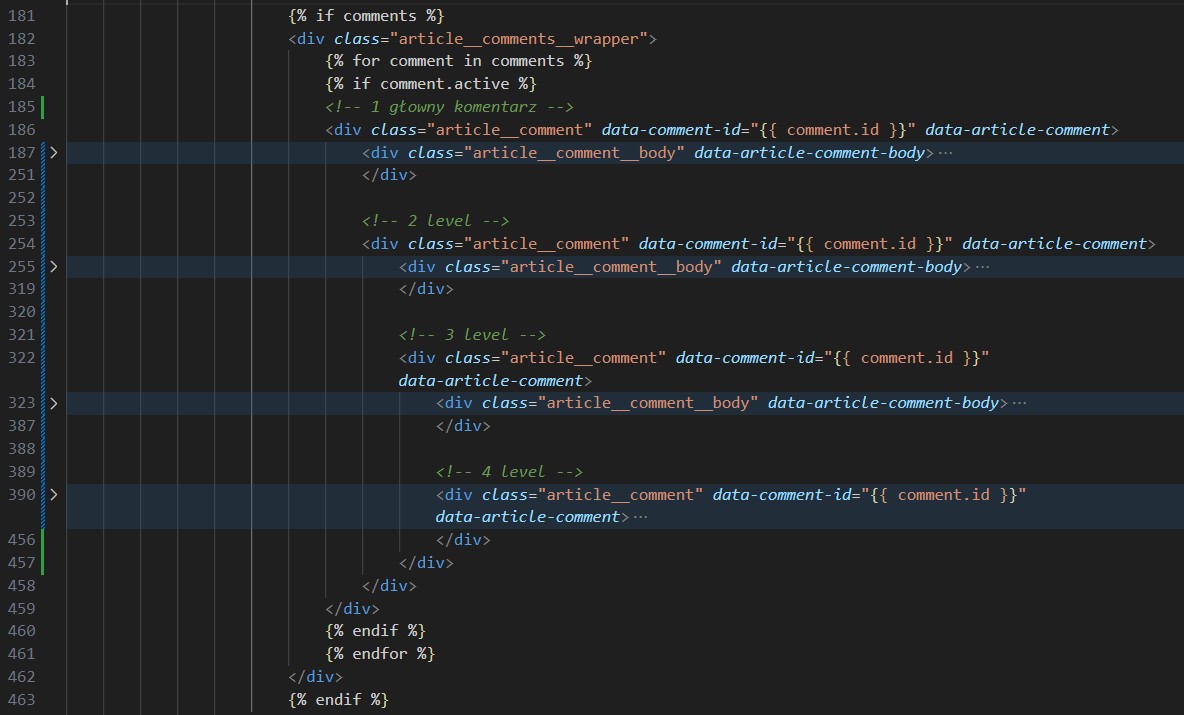 181 {% if comments %}
182 <div class="article__comments__wrapper">
183 {% for comment in comments %}
184 {% if comment.active %}
185 <!-- 1 głowny komentarz -->
186 <div class="article__comment" data-comment-id="{{ comment.id }}" data-article-comment>
187 <div class="article__comment__body" data-article-comment-body>···
251 </div>
252
253 <!-- 2 level -->
254 <div class="article__comment" data-comment-id="{{ comment.id }}" data-article-comment>
255 <div class="article__comment__body" data-article-comment-body>···
319 </div>
320
321 <!-- 3 level -->
322 <div class="article__comment" data-comment-id="{{ comment.id }}"
data-article-comment>
323 <div class="article__comment__body" data-article-comment-body>···
387 </div>
388
389 <!-- 4 level -->
390 <div class="article__comment" data-comment-id="{{ comment.id }}"
data-article-comment>···
456 </div>
457 </div>
458 </div>
459 </div>
460 {% endif %}
461 {% endfor %}
462 </div>
463 {% endif %}